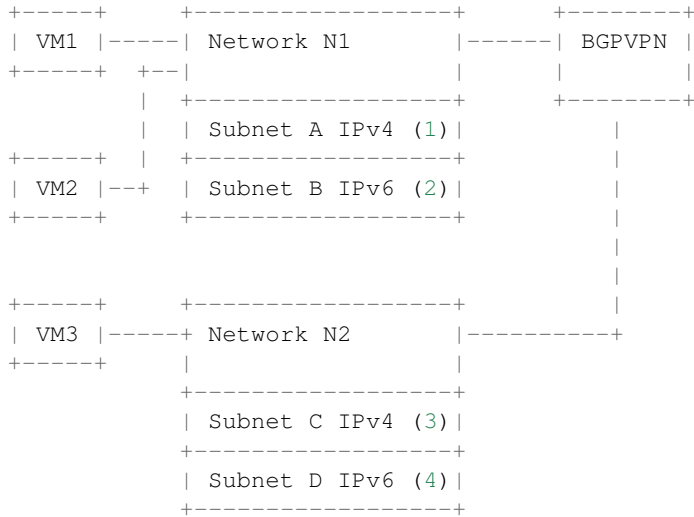 VM1 Network N1 BGPVPN
Subnet A IPv4 (1)
VM2 Subnet B IPv6 (2)
VM3 Network N2
Subnet C IPv4 (3)
Subnet D IPv6 (4)